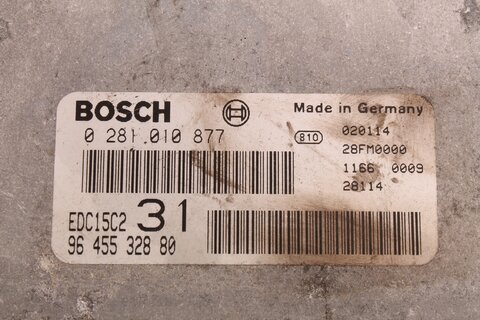 BOSCH Made in Germany
0 281 010 877 810 020114
28FM0000
1166 0009
28114
EDC15C2 31
96 455 328 80